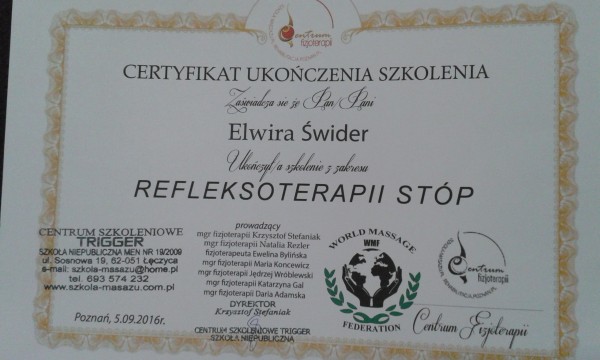 Centrum
fizjoterapii
CERTYFIKAT UKOŃCZENIA SZKOLENIA
Zaświadcza się że Pan/Pani
Elwira Świder
Ukończył/a szkolenie z zakresu
REFLEKSOTERAPII STÓP
prowadzący
mgr fizjoterapii Krzysztof Stefaniak
mgr fizjoterapii Natalia Rezler
fizjoterapeuta Ewelina Bylińska
mgr fizjoterapii Maria Koncewicz
mgr fizjoterapii Jędrzej Wróblewski
mgr fizjoterapii Katarzyna Gal
mgr fizjoterapii Daria Adamska
DYREKTOR
Krzysztof Stefaniak
CENTRUM SZKOLENIOWE TRIGGER
SZKOŁA NIEPUBLICZNA
CENTRUM SZKOLENIOWE
TRIGGER
SZKOŁA NIEPUBLICZNA MEN NR 19/2009
ul. Sosnowa 19, 62-051 Łęczyca
e-mail: szkola-masazu@home.pl
tel. 693 574 232
www.szkola-masazu.com.pl
Poznań, 5.09.2016r.
WORLD MASSAGE
WMF
FEDERATION
Centrum
fizjoterapii
Centrum Fizjoterapii